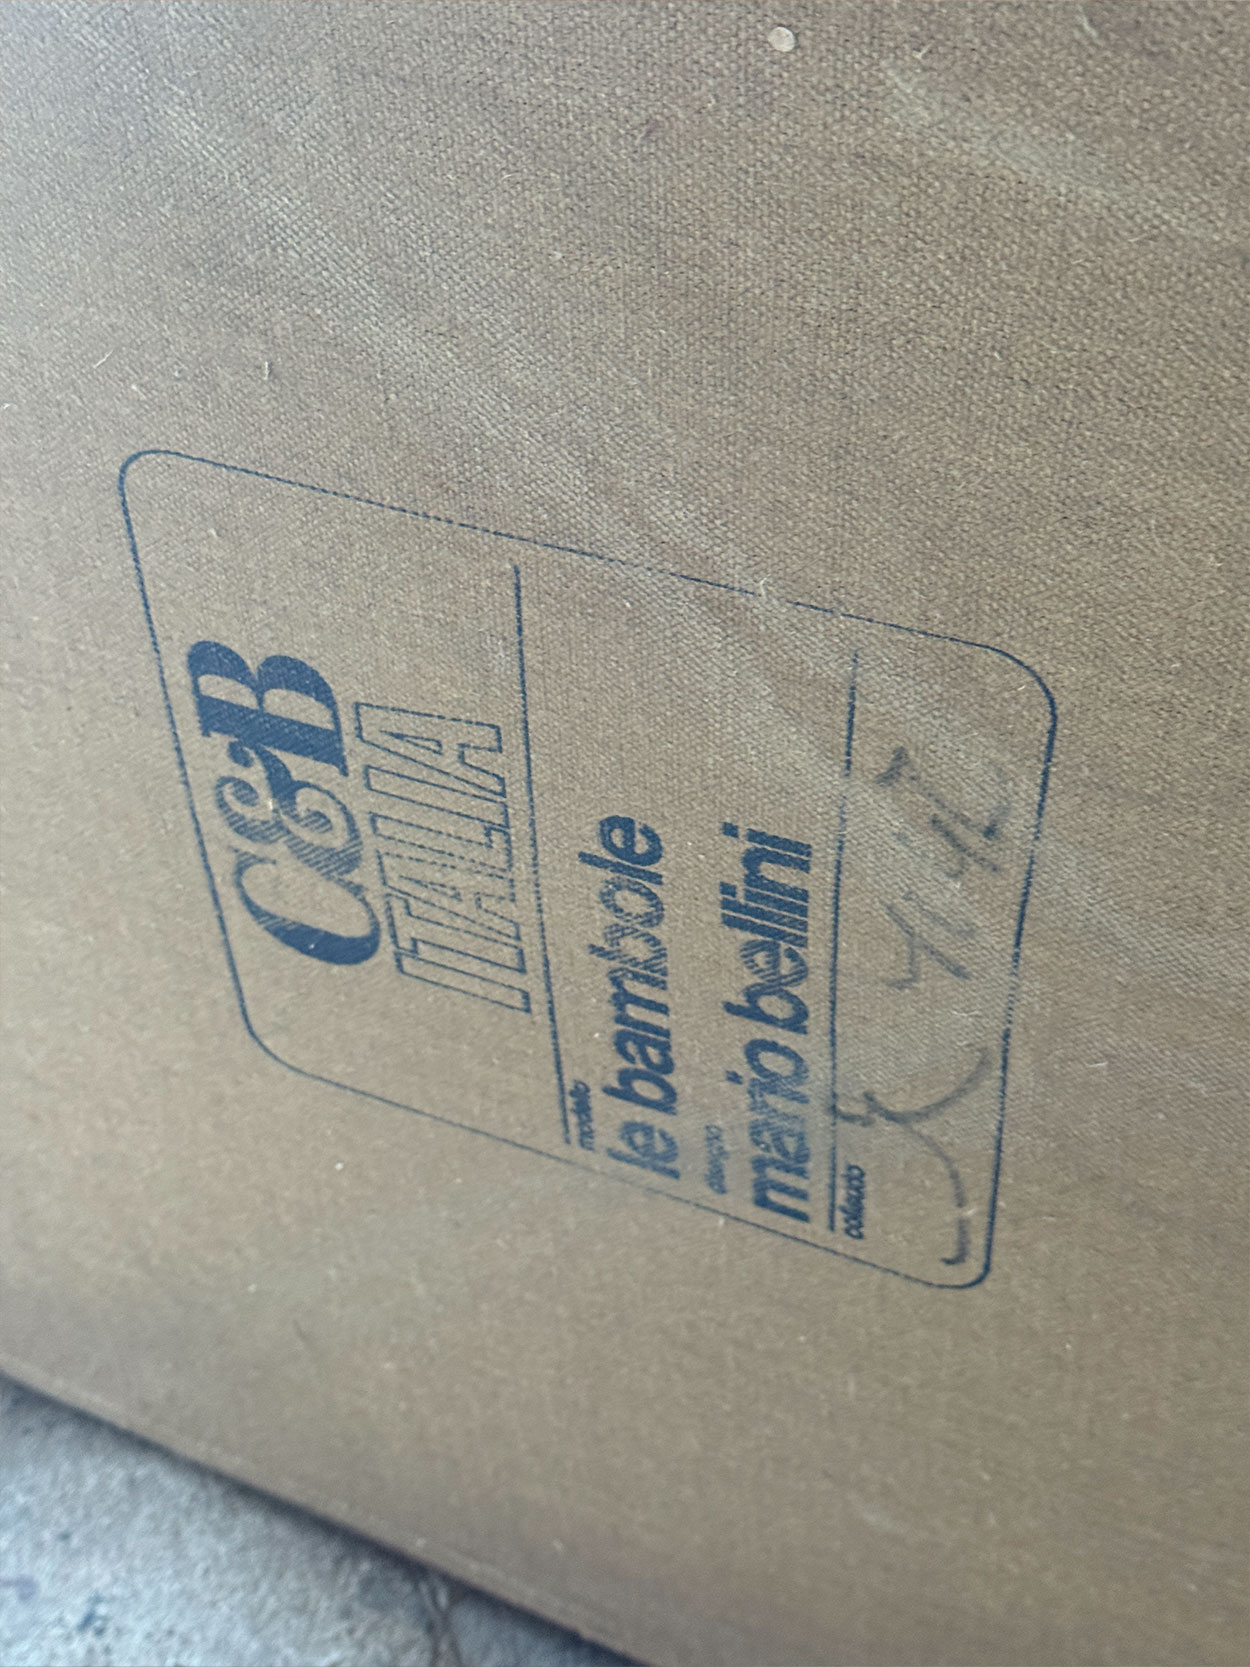 C&B
ITALIA
modello
le bambole
disegno
mario bellini
collaudo